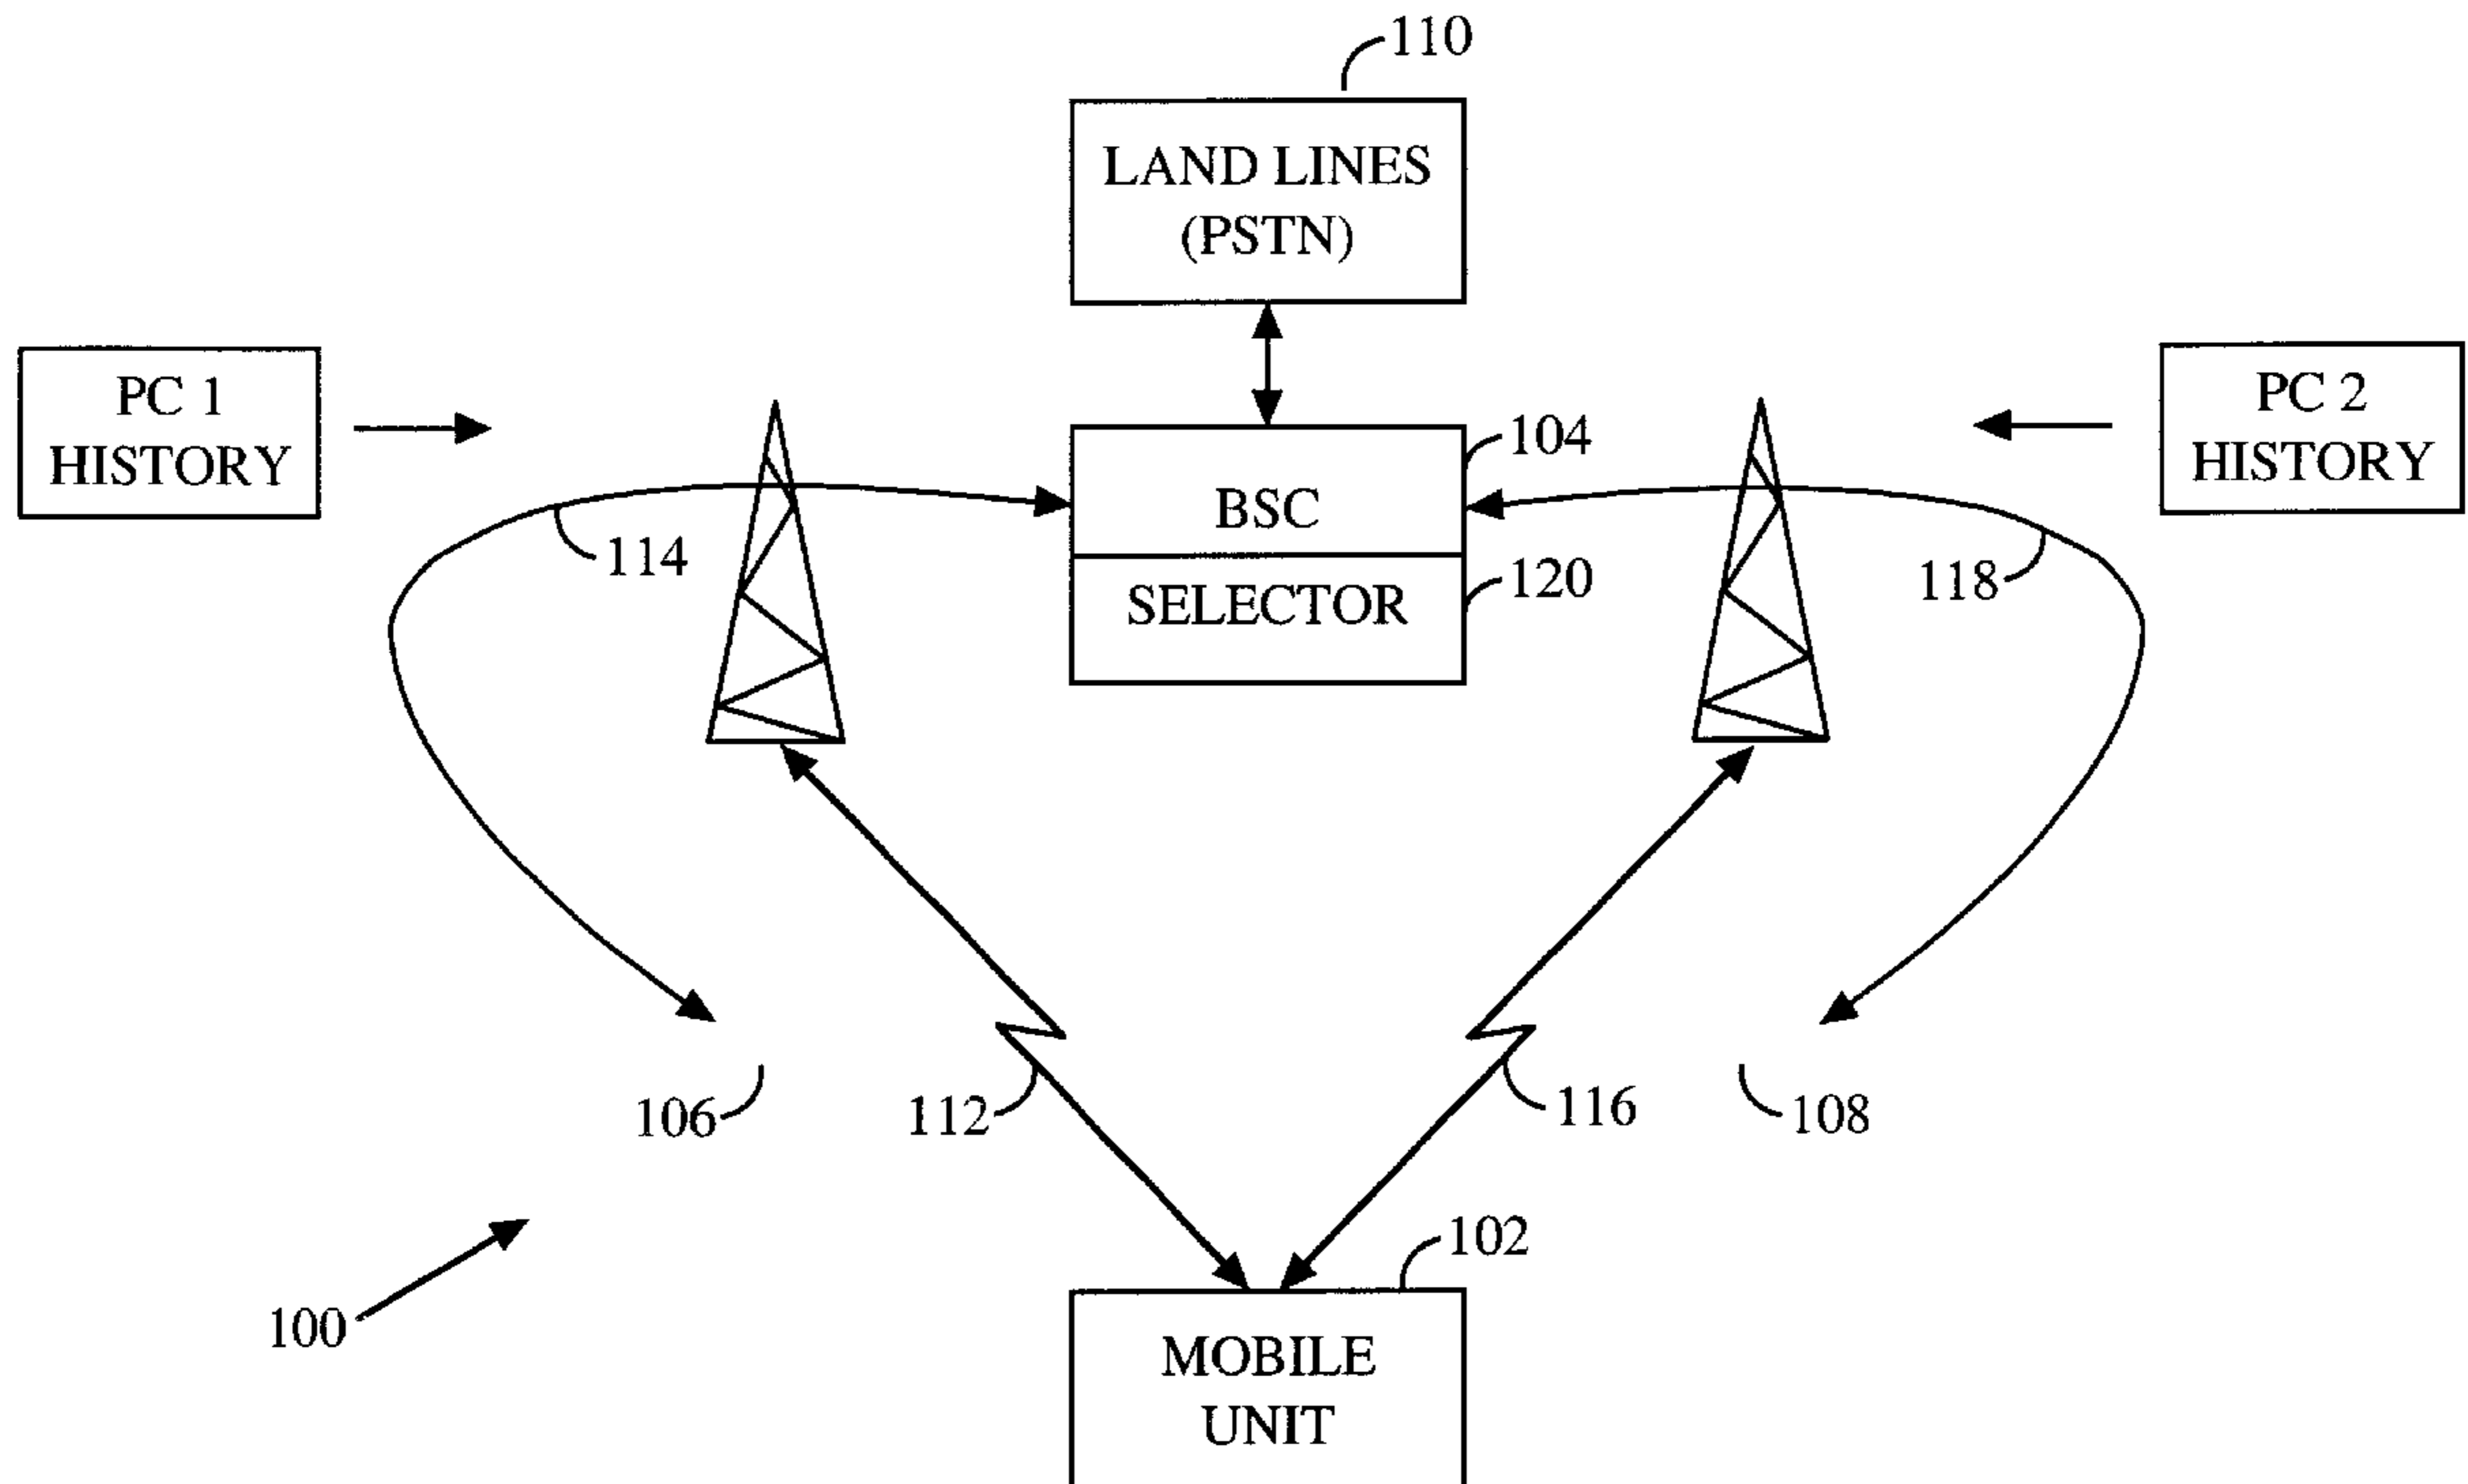 110
LAND LINES
(PSTN)
PC 1
HISTORY
PC 2
HISTORY
104
BSC
114
118
120
SELECTOR
106
112
116
108
102
100
MOBILE
UNIT